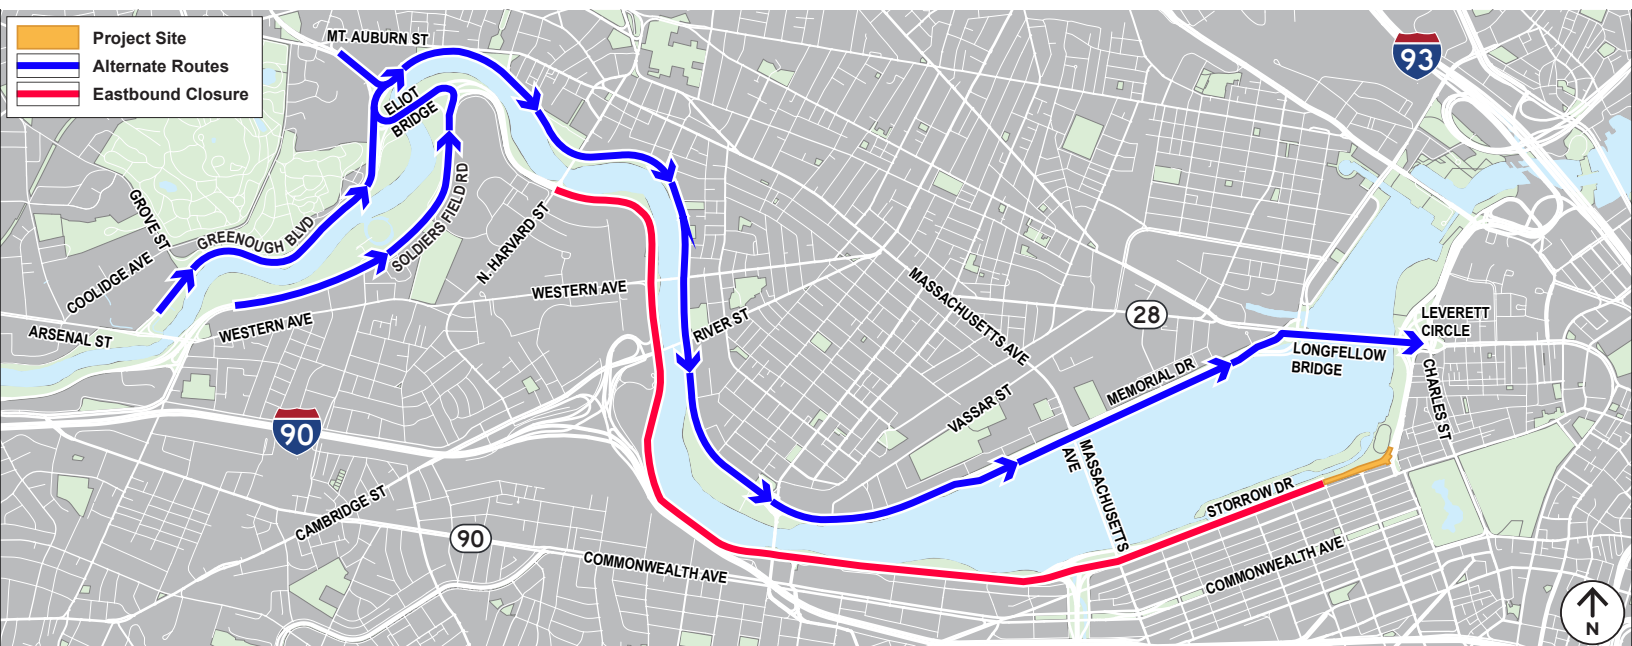 Project Site
Alternate Routes
Eastbound Closure
MT. AUBURN ST
93
ELIOT
BRIDGE
GROVE ST
GREENOUGH BLVD
SOLDIERS FIELD RD
N. HARVARD ST
COOLIDGE AVE
WESTERN AVE
MASSACHUSETTS AVE
28
ARSENAL ST
WESTERN AVE
RIVER ST
LEVERETT
CIRCLE
LONGFELLOW
BRIDGE
MEMORIAL DR
CHARLES ST
VASSAR ST
90
MASSACHUSETTS
AVE
STORROW DR
CAMBRIDGE ST
90
COMMONWEALTH AVE
COMMONWEALTH AVE
N